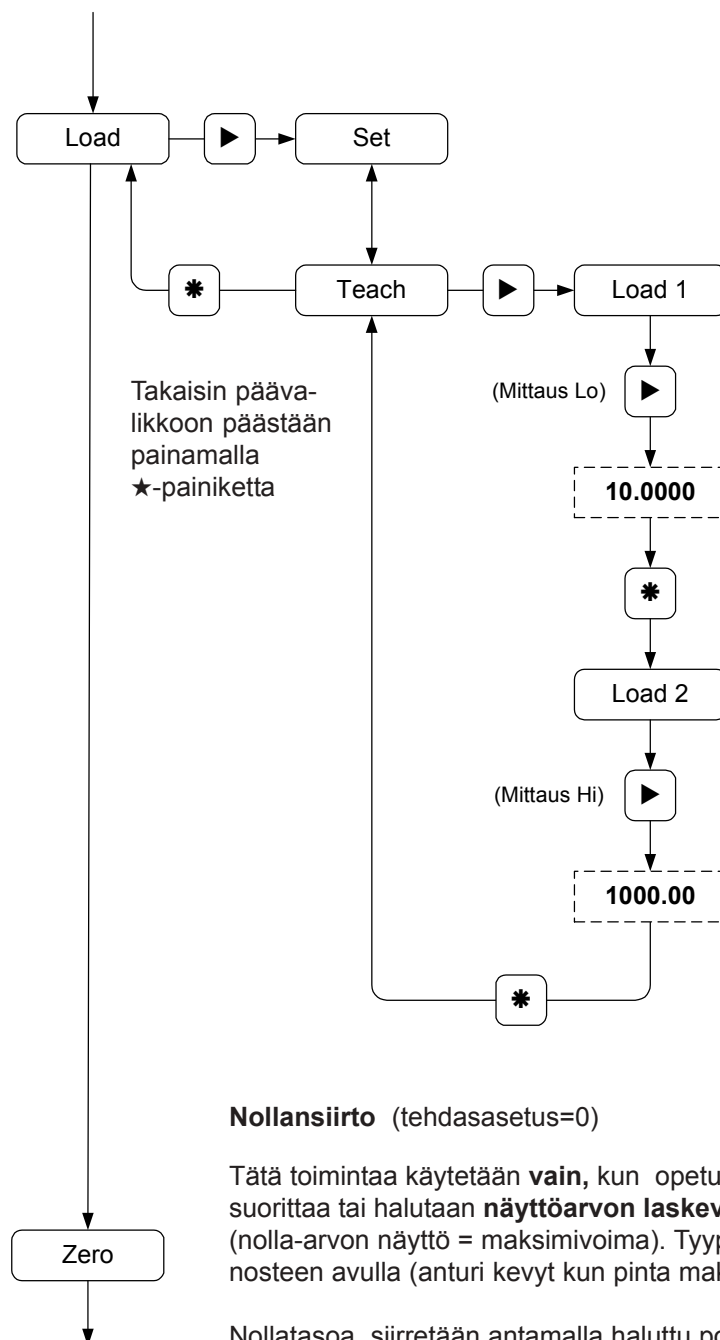 Load
▶
Set
✱
Teach
▶
Load 1
Takaisin pääva-
likkoon päästään
painamalla
★-painiketta
(Mittaus Lo)
▶
10.0000
✱
Load 2
(Mittaus Hi)
▶
1000.00
✱
Nollansiirto (tehdasasetus=0)
Tätä toimintaa käytetään vain, kun opetu
suorittaa tai halutaan näyttöarvon laskev
Zero
(nolla-arvon näyttö = maksimivoima). Tyyp
nosteen avulla (anturi kevyt kun pinta mak
Nollatasoa siirretään antamalla haluttu